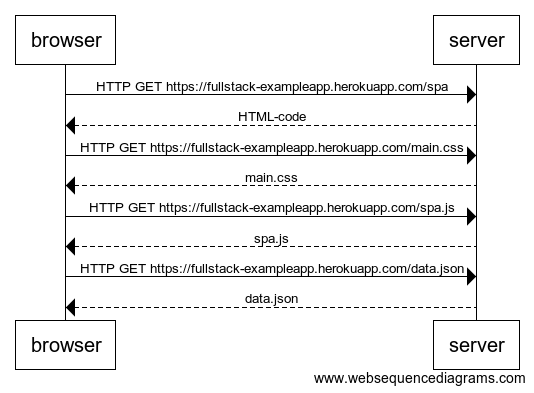 browser server
HTTP GET https://fullstack-exampleapp.herokuapp.com/spa
HTML-code
HTTP GET https://fullstack-exampleapp.herokuapp.com/main.css
main.css
HTTP GET https://fullstack-exampleapp.herokuapp.com/spa.js
spa.js
HTTP GET https://fullstack-exampleapp.herokuapp.com/data.json
data.json
browser server
www.websequencediagrams.com